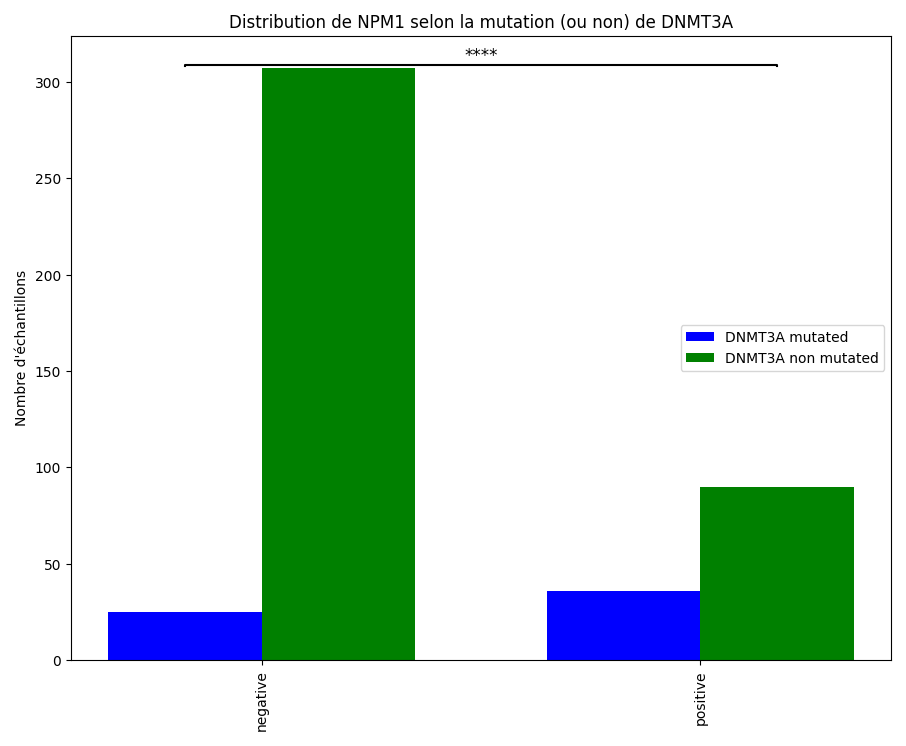 Distribution de NPM1 selon la mutation (ou non) de DNMT3A
****
300
250
200
150
100
50
0
Nombre d'échantillons
DNMT3A mutated
DNMT3A non mutated
negative
positive